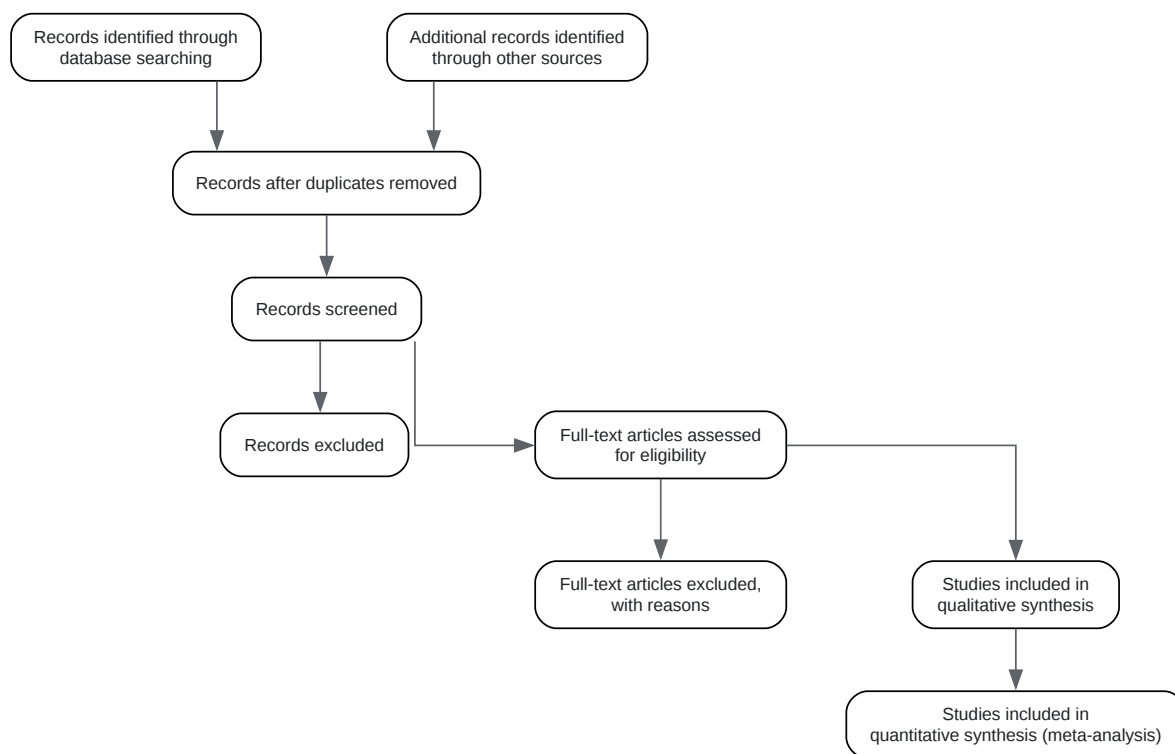 Records identified through
database searching
Additional records identified
through other sources
Records after duplicates removed
Records screened
Records excluded
Full-text articles assessed
for eligibility
Full-text articles excluded,
with reasons
Studies included in
qualitative synthesis
Studies included in
quantitative synthesis (meta-analysis)